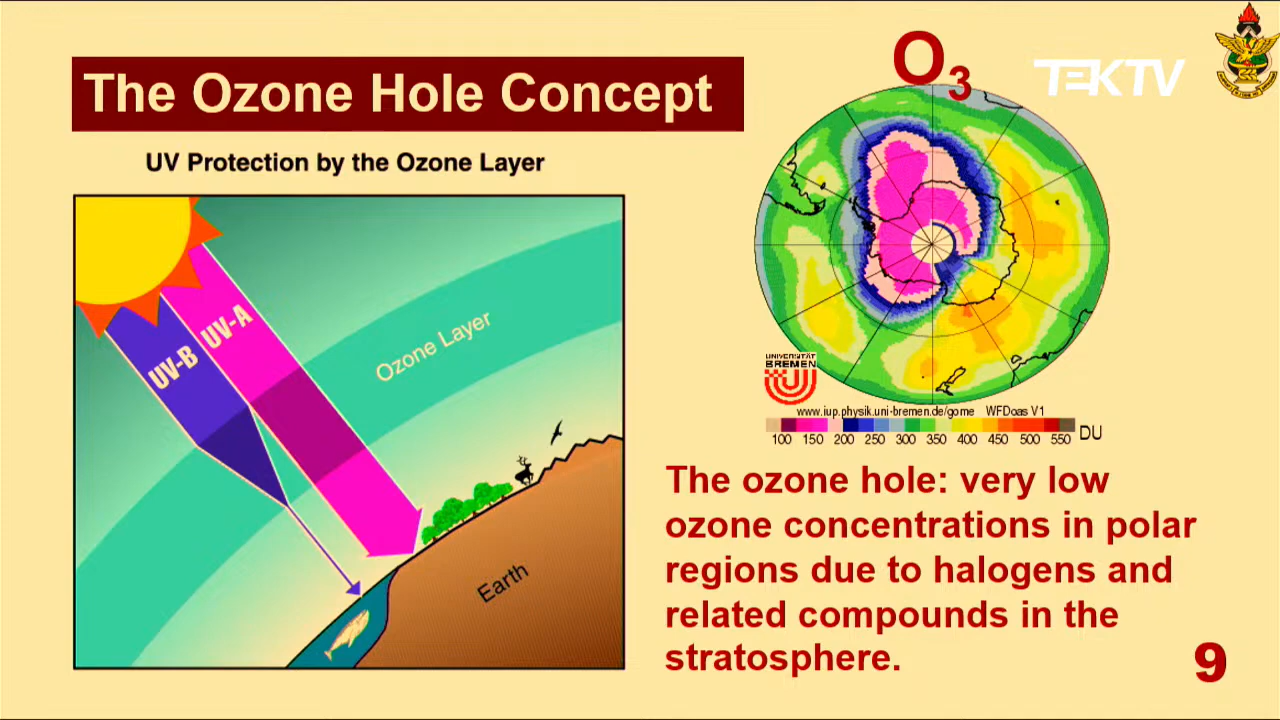 O3
TEKTV
The Ozone Hole Concept
UV Protection by the Ozone Layer
UV-B
UV-A
Ozone Layer
Earth
UNIVERSITÄT
BREMEN
www.iup.physik.uni-bremen.de/gome WFDoas V1
100 150 200 250 300 350 400 450 500 550 DU
The ozone hole: very low
ozone concentrations in polar
regions due to halogens and
related compounds in the
stratosphere.
9